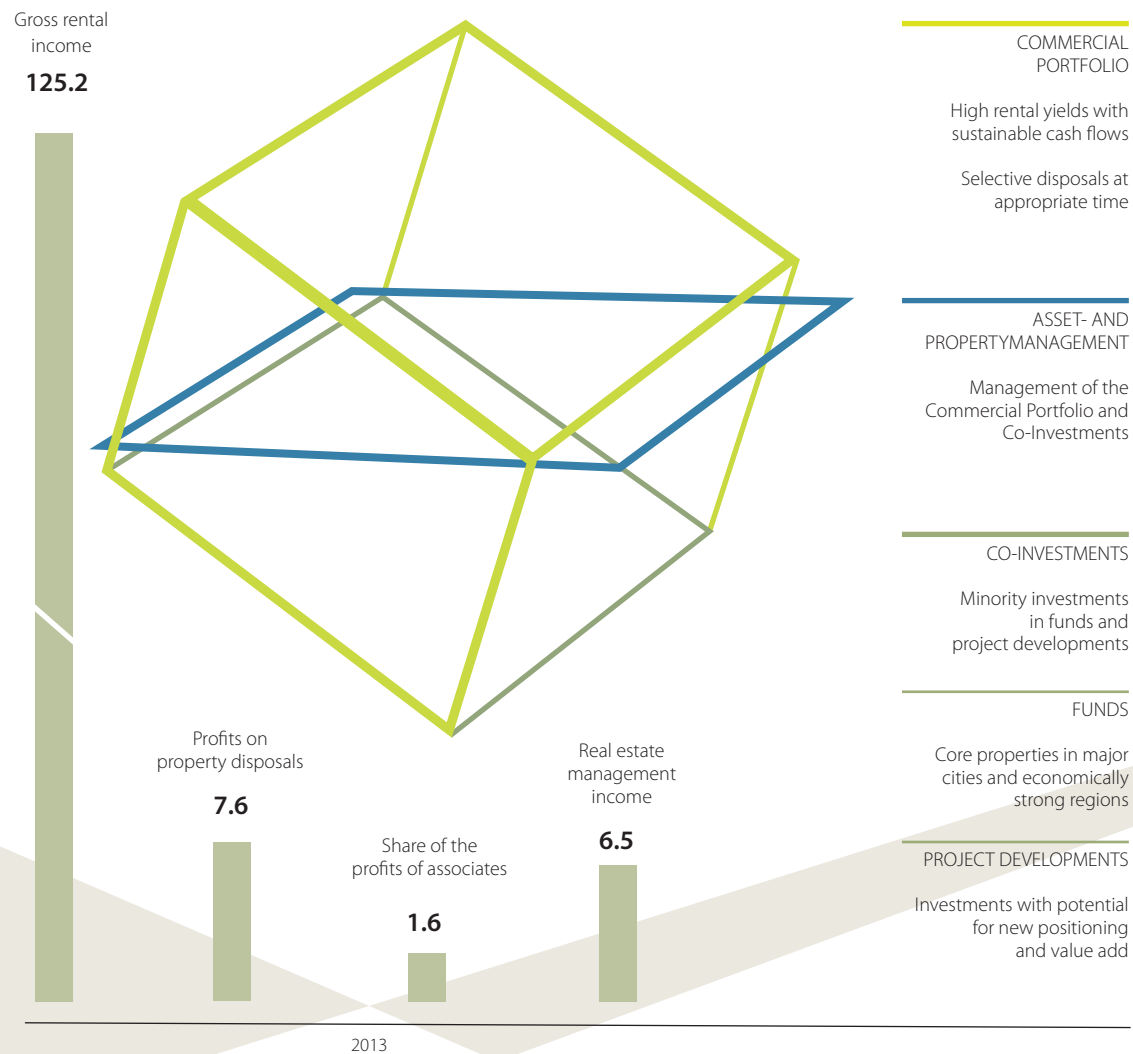 Gross rental
income
125.2
Profits on
property disposals
7.6
Share of the
profits of associates
1.6
Real estate
management
income
6.5
2013
COMMERCIAL
PORTFOLIO
High rental yields with
sustainable cash flows
Selective disposals at
appropriate time
ASSET- AND
PROPERTYMANAGEMENT
Management of the
Commercial Portfolio and
Co-Investments
CO-INVESTMENTS
Minority investments
in funds and
project developments
FUNDS
Core properties in major
cities and economically
strong regions
PROJECT DEVELOPMENTS
Investments with potential
for new positioning
and value add